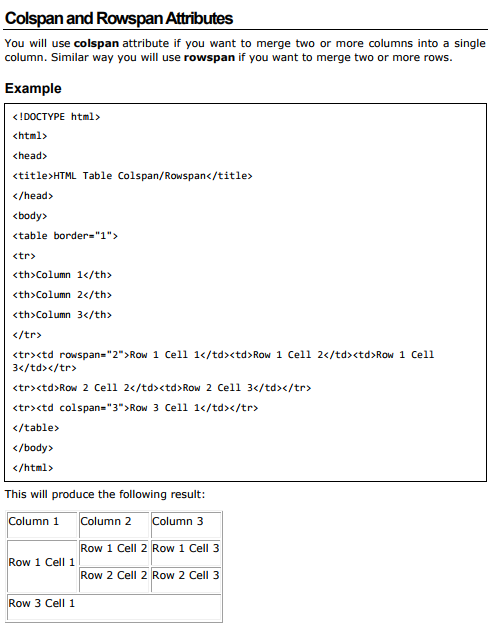 Colspan and Rowspan Attributes
You will use colspan attribute if you want to merge two or more columns into a single
column. Similar way you will use rowspan if you want to merge two or more rows.
Example
<!DOCTYPE html>
<html>
<head>
<title>HTML Table Colspan/Rowspan</title>
</head>
<body>
<table border="1">
<tr>
<th>Column 1</th>
<th>Column 2</th>
<th>Column 3</th>
</tr>
<tr><td rowspan="2">Row 1 Cell 1</td><td>Row 1 Cell 2</td><td>Row 1 Cell
3</td></tr>
<tr><td>Row 2 Cell 2</td><td>Row 2 Cell 3</td></tr>
<tr><td colspan="3">Row 3 Cell 1</td></tr>
</table>
</body>
</html>
This will produce the following result:
Column 1 Column 2 Column 3
Row 1 Cell 1
Row 1 Cell 2 Row 1 Cell 3
Row 2 Cell 2 Row 2 Cell 3
Row 3 Cell 1